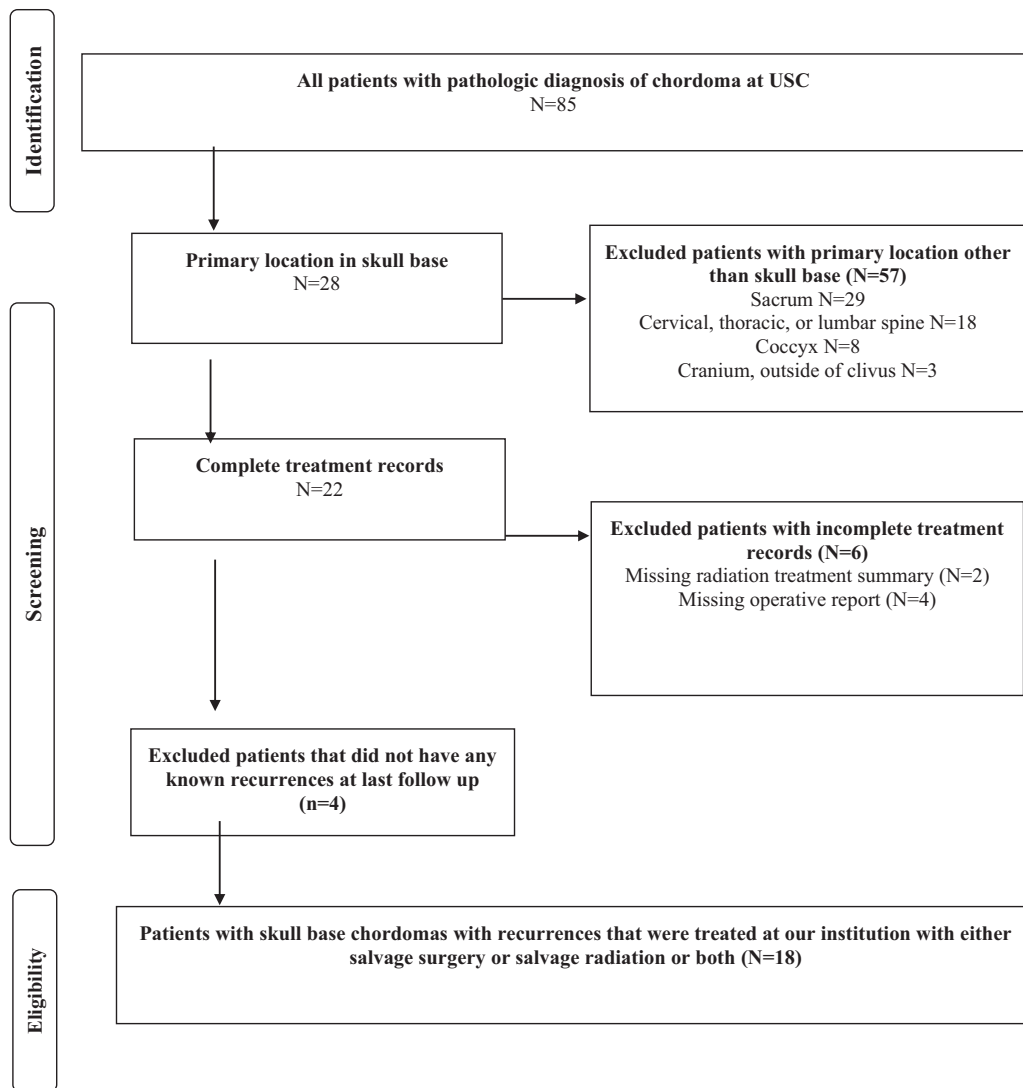 Identification
All patients with pathologic diagnosis of chordoma at USC
N=85
Primary location in skull base
N=28
Excluded patients with primary location other
than skull base (N=57)
Sacrum N=29
Cervical, thoracic, or lumbar spine N=18
Coccyx N=8
Cranium, outside of clivus N=3
Screening
Complete treatment records
N=22
Excluded patients with incomplete treatment
records (N=6)
Missing radiation treatment summary (N=2)
Missing operative report (N=4)
Excluded patients that did not have any
known recurrences at last follow up
(n=4)
Eligibility
Patients with skull base chordomas with recurrences that were treated at our institution with either
salvage surgery or salvage radiation or both (N=18)